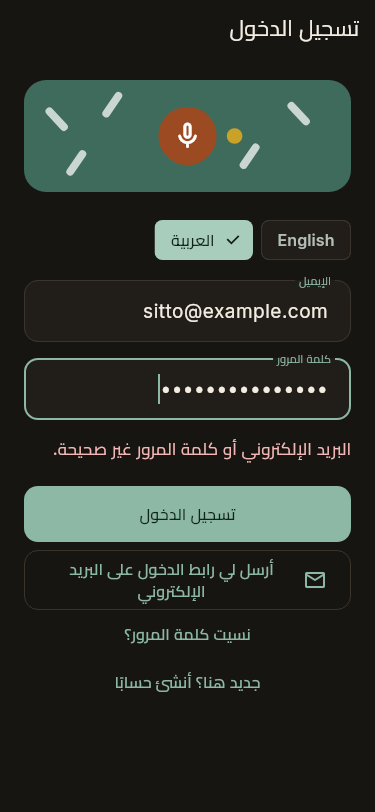 تسجيل الدخول
English
العربية
الإيميل
sitto@example.com
كلمة المرور
••••••••••••••
البريد الإلكتروني أو كلمة المرور غير صحيحة.
تسجيل الدخول
أرسل لي رابط الدخول على البريد
الإلكتروني
نسيت كلمة المرور؟
جديد هنا؟ أنشئ حسابًا